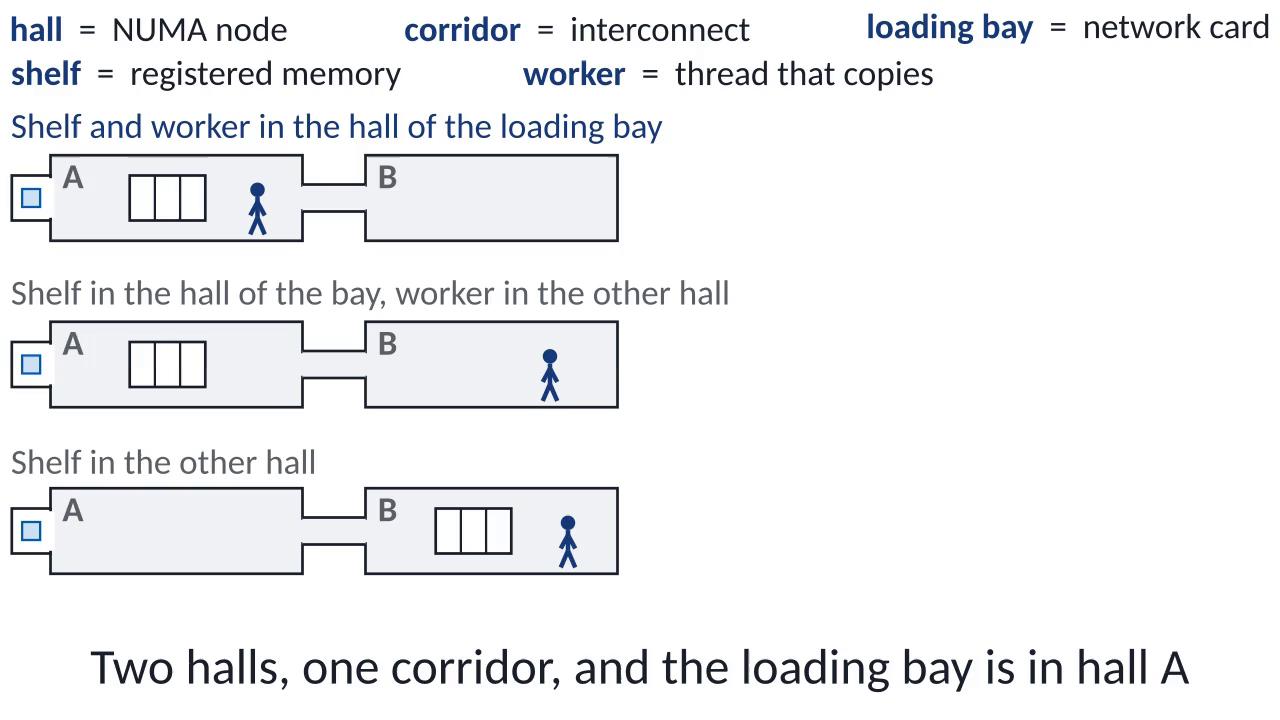 hall = NUMA node corridor = interconnect loading bay = network card
shelf = registered memory worker = thread that copies
Shelf and worker in the hall of the loading bay
A B
Shelf in the hall of the bay, worker in the other hall
A B
Shelf in the other hall
A B
Two halls, one corridor, and the loading bay is in hall A